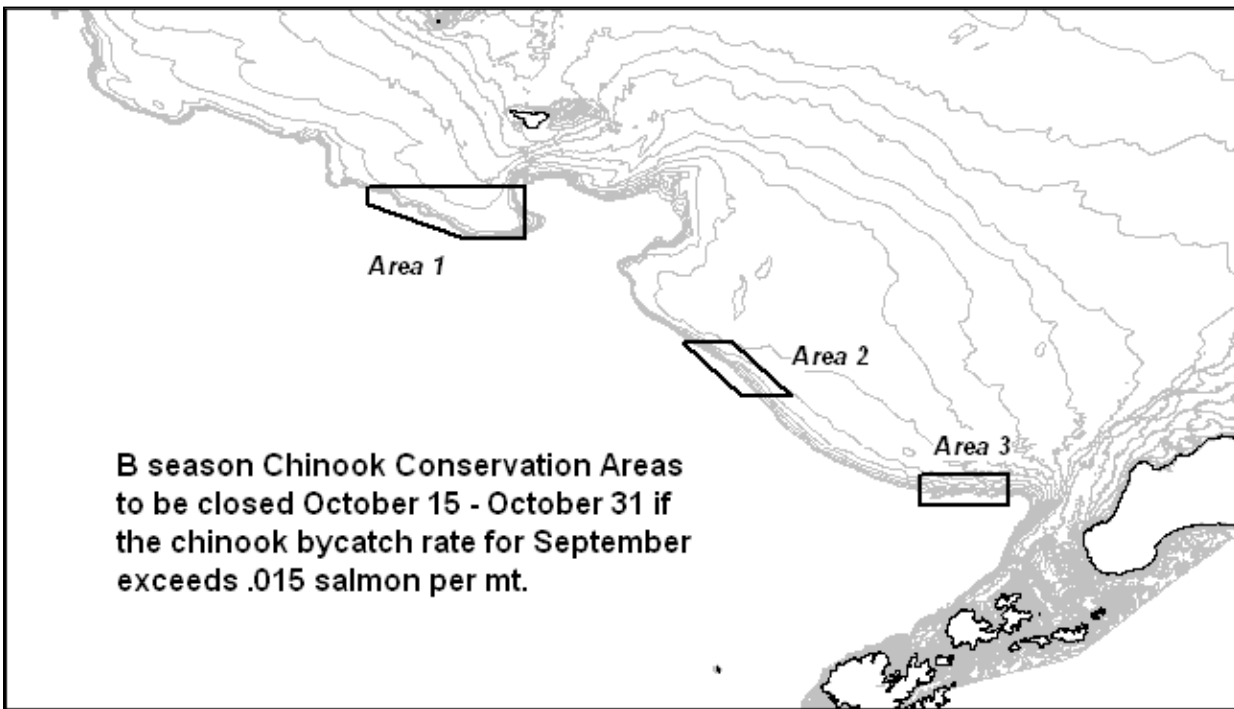 Area 1
Area 2
Area 3
B season Chinook Conservation Areas
to be closed October 15 - October 31 if
the chinook bycatch rate for September
exceeds .015 salmon per mt.